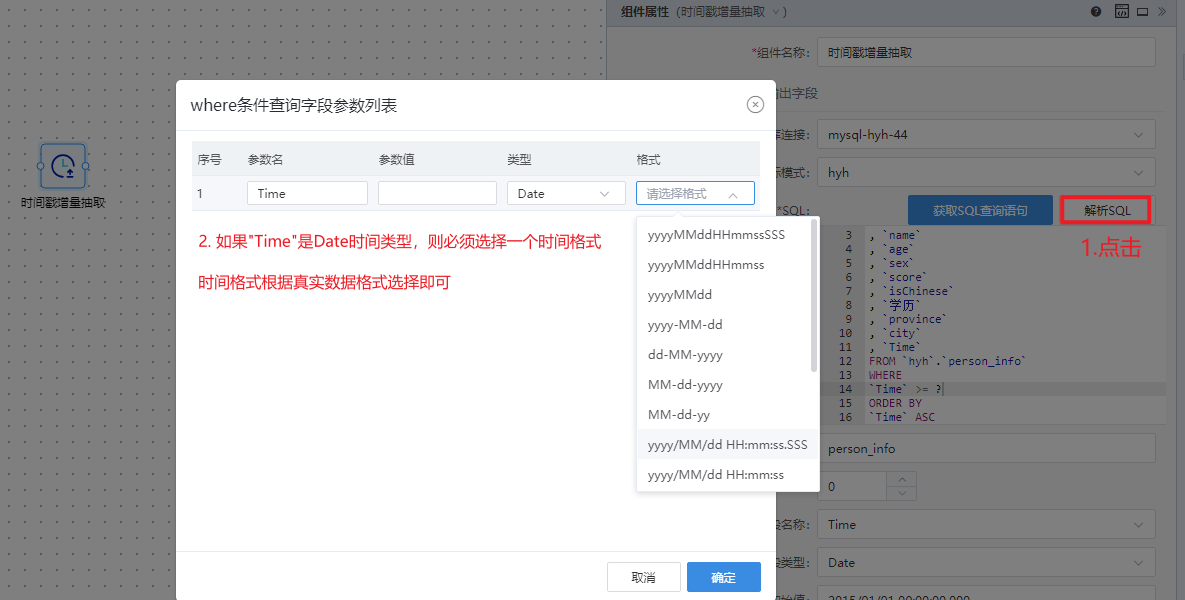 组件属性 (时间戳增量抽取 )
*组件名称: 时间戳增量抽取
出字段
连接: mysql-hyh-44
模式: hyh
*SQL: 获取SQL查询语句 解析SQL
1.点击
3 , `name`
4 , `age`
5 , `sex`
6 , `score`
7 , `isChinese`
8 , `学历`
9 , `province`
10 , `city`
11 , `Time`
12 FROM `hyh`.`person_info`
13 WHERE
14 `Time` >= ?
15 ORDER BY
16 `Time` ASC
person_info
0
名称: Time
类型: Date
始值: 2015/01/01 00:00:00.000
时间戳增量抽取
where条件查询字段参数列表
序号 参数名 参数值 类型 格式
1 Time Date 请选择格式
2. 如果"Time"是Date时间类型，则必须选择一个时间格式
时间格式根据真实数据格式选择即可
yyyyMMddHHmmssSSS
yyyyMMddHHmmss
yyyyMMdd
yyyy-MM-dd
dd-MM-yyyy
MM-dd-yyyy
MM-dd-yy
yyyy/MM/dd HH:mm:ss.SSS
yyyy/MM/dd HH:mm:ss
取消 确定